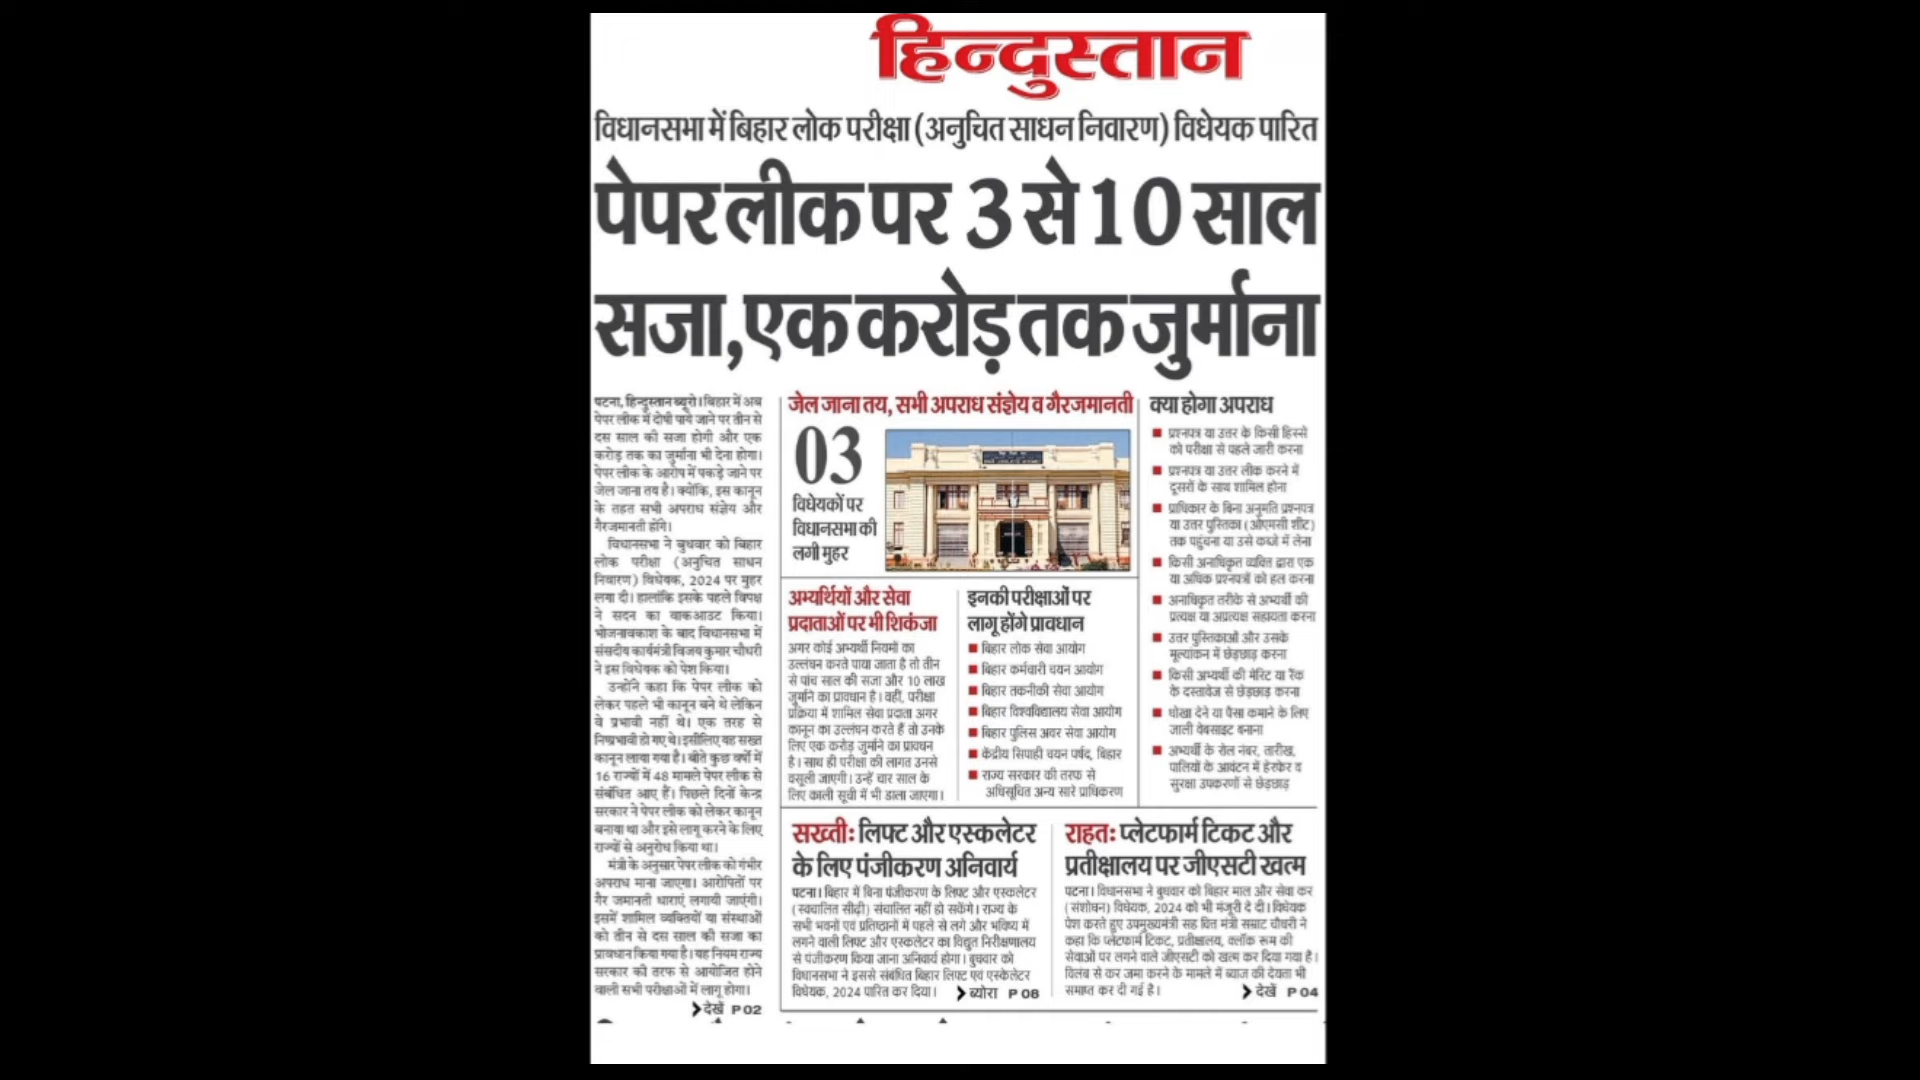 हिन्दुस्तान
विधानसभा में बिहार लोक परीक्षा (अनुचित साधन निवारण) विधेयक पारित
पेपर लीक पर 3 से 10 साल
सजा, एक करोड़ तक जुर्माना
पटना, हिन्दुस्तान ब्यूरो। बिहार में अब
पेपर लीक में दोषी पाये जाने पर तीन से
दस साल की सजा होगी और एक
करोड़ तक का जुर्माना भी देना होगा।
पेपर लीक के आरोप में पकड़े जाने पर
जेल जाना तय है। क्योंकि, इस कानून
के तहत सभी अपराध संज्ञेय और
गैरजमानती होंगे।
विधानसभा ने बुधवार को बिहार
लोक परीक्षा (अनुचित साधन
निवारण) विधेयक, 2024 पर मुहर
लगा दी। हालांकि इसके पहले विपक्ष
ने सदन का वाकआउट किया।
भोजनावकाश के बाद विधानसभा में
संसदीय कार्यमंत्री विजय कुमार चौधरी
ने इस विधेयक को पेश किया।
उन्होंने कहा कि पेपर लीक को
लेकर पहले भी कानून बने थे लेकिन
वे प्रभावी नहीं थे। एक तरह से
निष्प्रभावी हो गए थे। इसीलिए यह सख्त
कानून लाया गया है। बीते कुछ वर्षों में
16 राज्यों में 48 मामले पेपर लीक से
संबंधित आए हैं। पिछले दिनों केन्द्र
सरकार ने पेपर लीक को लेकर कानून
बनाया था और इसे लागू करने के लिए
राज्यों से अनुरोध किया था।
मंत्री के अनुसार पेपर लीक को गंभीर
अपराध माना जाएगा। आरोपितों पर
गैर जमानती धाराएं लगायी जाएंगी।
इसमें शामिल व्यक्तियों या संस्थाओं
को तीन से दस साल की सजा का
प्रावधान किया गया है। यह नियम राज्य
सरकार की तरफ से आयोजित होने
वाली सभी परीक्षाओं में लागू होगा।
देखें P 02
जेल जाना तय, सभी अपराध संज्ञेय व गैरजमानती
03
विधेयकों पर
विधानसभा की
लगी मुहर
अभ्यर्थियों और सेवा
प्रदाताओं पर भी शिकंजा
अगर कोई अभ्यर्थी नियमों का
उल्लंघन करते पाया जाता है तो तीन
से पांच साल की सजा और 10 लाख
जुर्माने का प्रावधान है। वहीं, परीक्षा
प्रक्रिया में शामिल सेवा प्रदाता अगर
कानून का उल्लंघन करते हैं तो उनके
लिए एक करोड़ जुर्माने का प्रावधन
है। साथ ही परीक्षा की लागत उनसे
वसूली जाएगी। उन्हें चार साल के
लिए काली सूची में भी डाला जाएगा।
इनकी परीक्षाओं पर
लागू होंगे प्रावधान
बिहार लोक सेवा आयोग
बिहार कर्मचारी चयन आयोग
बिहार तकनीकी सेवा आयोग
बिहार विश्वविद्यालय सेवा आयोग
बिहार पुलिस अवर सेवा आयोग
केंद्रीय सिपाही चयन पर्षद, बिहार
राज्य सरकार की तरफ से
अधिसूचित अन्य सारे प्राधिकरण
क्या होगा अपराध
प्रश्नपत्र या उत्तर के किसी हिस्से
को परीक्षा से पहले जारी करना
प्रश्नपत्र या उत्तर लीक करने में
दूसरों के साथ शामिल होना
प्राधिकार के बिना अनुमति प्रश्नपत्र
या उत्तर पुस्तिका (ओएमसी शीट)
तक पहुंचना या उसे कब्जे में लेना
किसी अनाधिकृत व्यक्ति द्वारा एक
या अधिक प्रश्नपत्रों को हल करना
अनाधिकृत तरीके से अभ्यर्थी की
प्रत्यक्ष या अप्रत्यक्ष सहायता करना
उत्तर पुस्तिकाओं और उसके
मूल्यांकन में छेड़छाड़ करना
किसी अभ्यर्थी की मेरिट या रैंक
के दस्तावेज से छेड़छाड़ करना
धोखा देने या पैसा कमाने के लिए
जाली वेबसाइट बनाना
अभ्यर्थी के रोल नंबर, तारीख,
पालियों के आवंटन में हेरफेर व
सुरक्षा उपकरणों से छेड़छाड़
सख्ती: लिफ्ट और एस्कलेटर
के लिए पंजीकरण अनिवार्य
पटना। बिहार में बिना पंजीकरण के लिफ्ट और एस्कलेटर
(स्वचालित सीढ़ी) संचालित नहीं हो सकेंगे। राज्य के
सभी भवनों एवं प्रतिष्ठानों में पहले से लगे और भविष्य में
लगने वाली लिफ्ट और एस्कलेटर का विद्युत निरीक्षणालय
से पंजीकरण किया जाना अनिवार्य होगा। बुधवार को
विधानसभा ने इससे संबंधित बिहार लिफ्ट एवं एस्केलेटर
विधेयक, 2024 पारित कर दिया। ब्योरा P 08
राहत: प्लेटफार्म टिकट और
प्रतीक्षालय पर जीएसटी खत्म
पटना। विधानसभा ने बुधवार को बिहार माल और सेवा कर
(संशोधन) विधेयक, 2024 को भी मंजूरी दे दी। विधेयक
पेश करते हुए उपमुख्यमंत्री सह वित्त मंत्री सम्राट चौधरी ने
कहा कि प्लेटफार्म टिकट, प्रतीक्षालय, क्लॉक रूम की
सेवाओं पर लगने वाले जीएसटी को खत्म कर दिया गया है।
विलंब से कर जमा करने के मामले में ब्याज की देयता भी
समाप्त कर दी गई है। देखें P 04